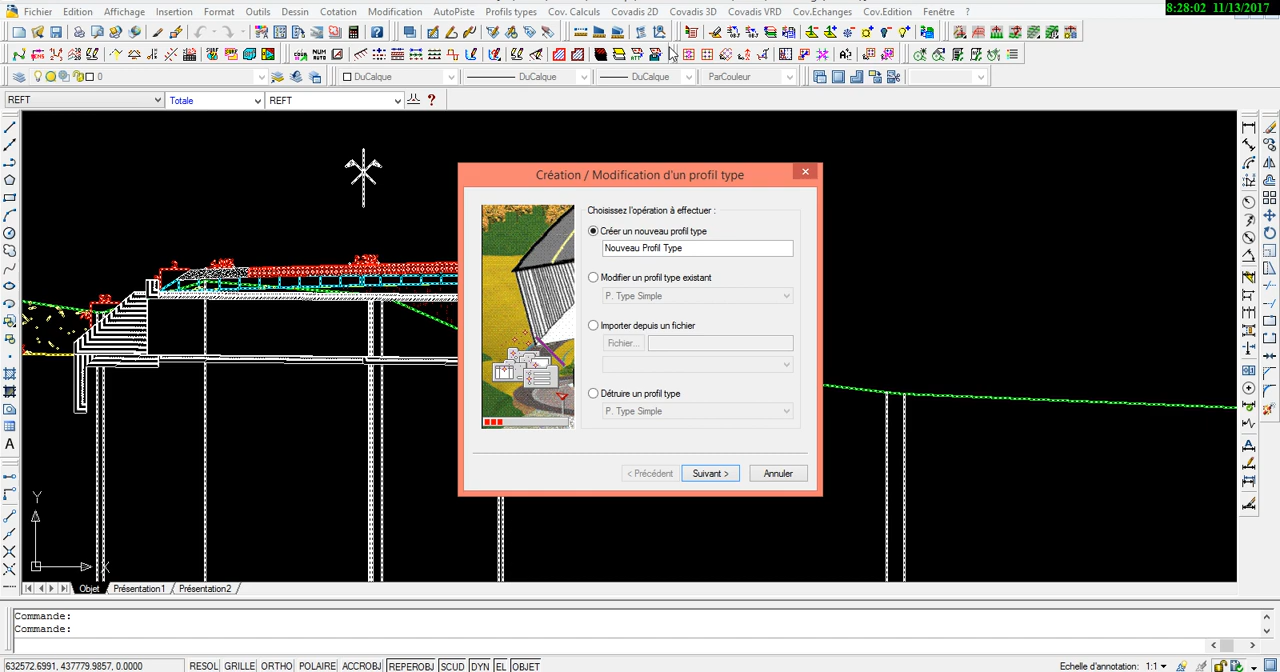 8:28:02 11/13/2017
Fichier Edition Affichage Insertion Format Outils Dessin Cotation Modification AutoPiste Profils types Cov. Calculs Covadis 2D Covadis 3D Covadis VRD Cov.Echanges Cov.Edition Fenêtre ?
0 DuCalque DuCalque DuCalque ParCouleur
REFT Totale REFT ?
Création / Modification d'un profil type
Choisissez l'opération à effectuer :
Créer un nouveau profil type
Nouveau Profil Type
Modifier un profil type existant
P. Type Simple
Importer depuis un fichier
Fichier...
Détruire un profil type
P. Type Simple
< Précédent Suivant > Annuler
Y
X
A
Objet Présentation1 Présentation2
Commande:
Commande:
632572.6991, 437779.9857, 0.0000 RESOL GRILLE ORTHO POLAIRE ACCROBJ REPEROBJ SCUD DYN EL OBJET Echelle d'annotation: 1:1